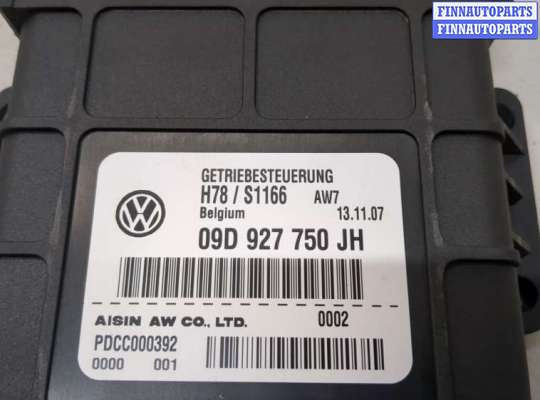 FINNAUTOPARTS
FINNAUTOPARTS
GETRIEBESTEUERUNG
H78 / S1166 AW7
Belgium 13.11.07
09D 927 750 JH
AISIN AW CO., LTD. 0002
PDCC000392
0000 001